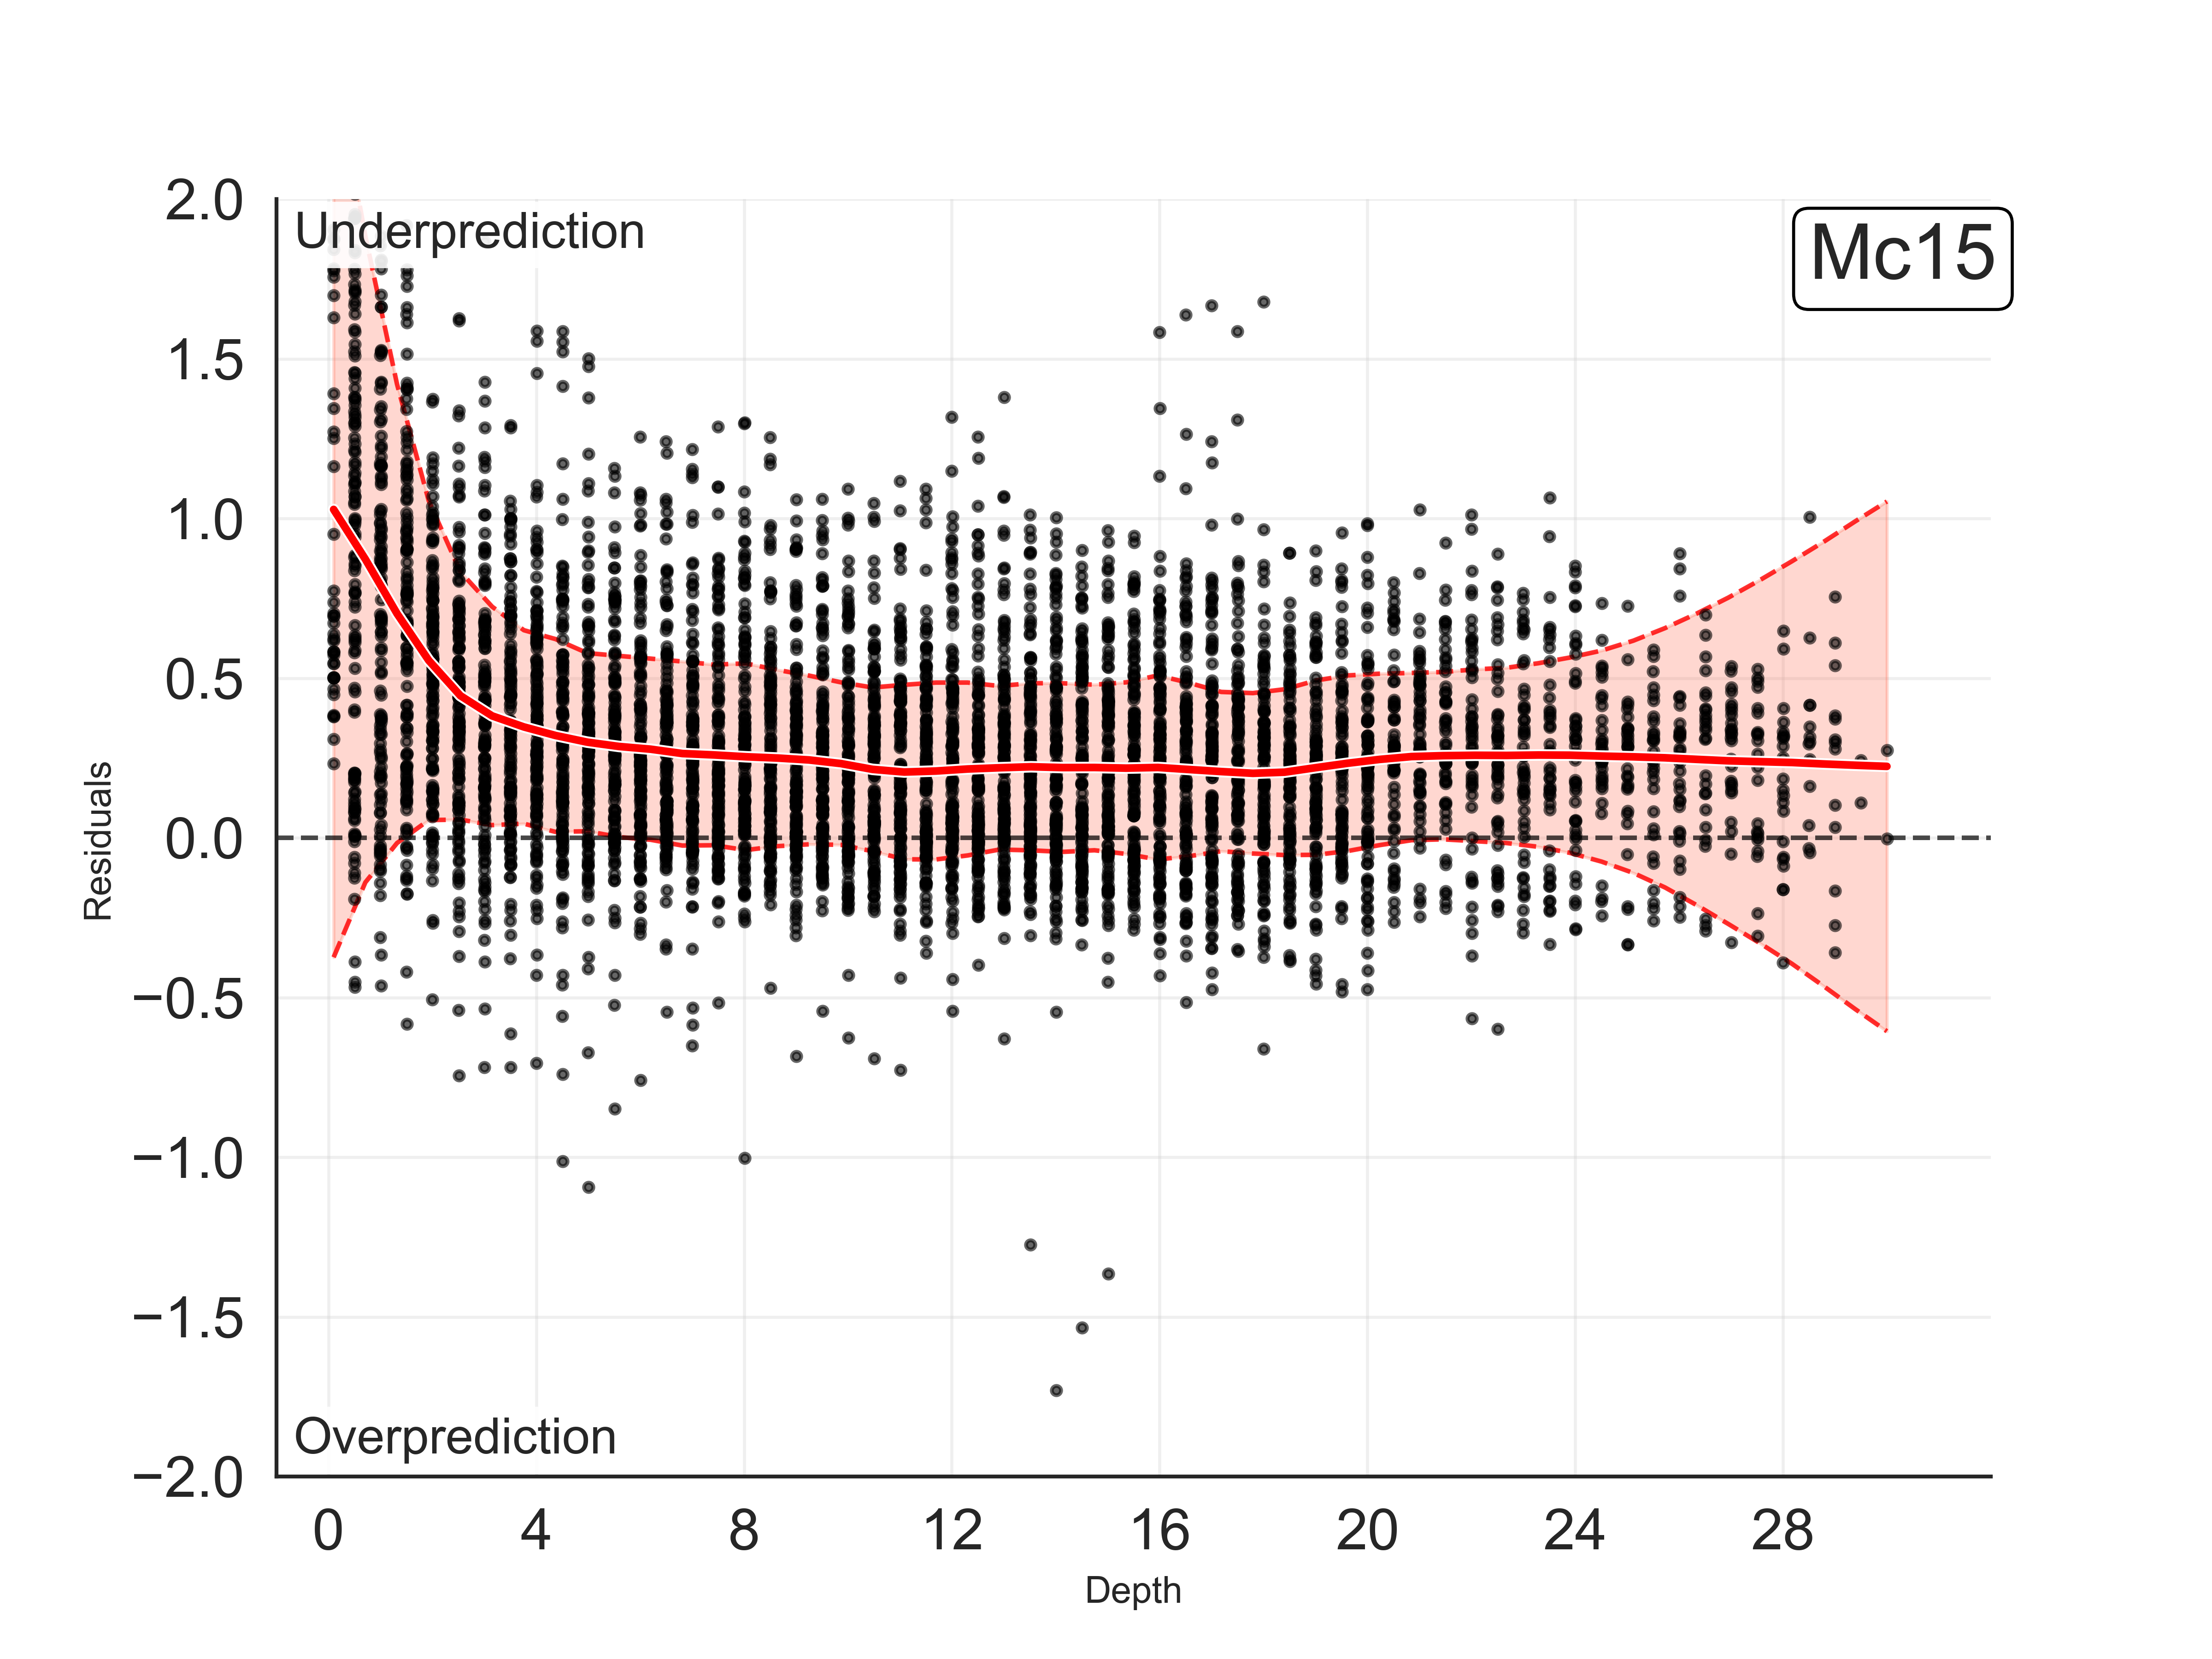 2.0
Underprediction
Mc15
1.5
1.0
0.5
0.0
−0.5
−1.0
−1.5
−2.0
Residuals
Overprediction
0 4 8 12 16 20 24 28
Depth